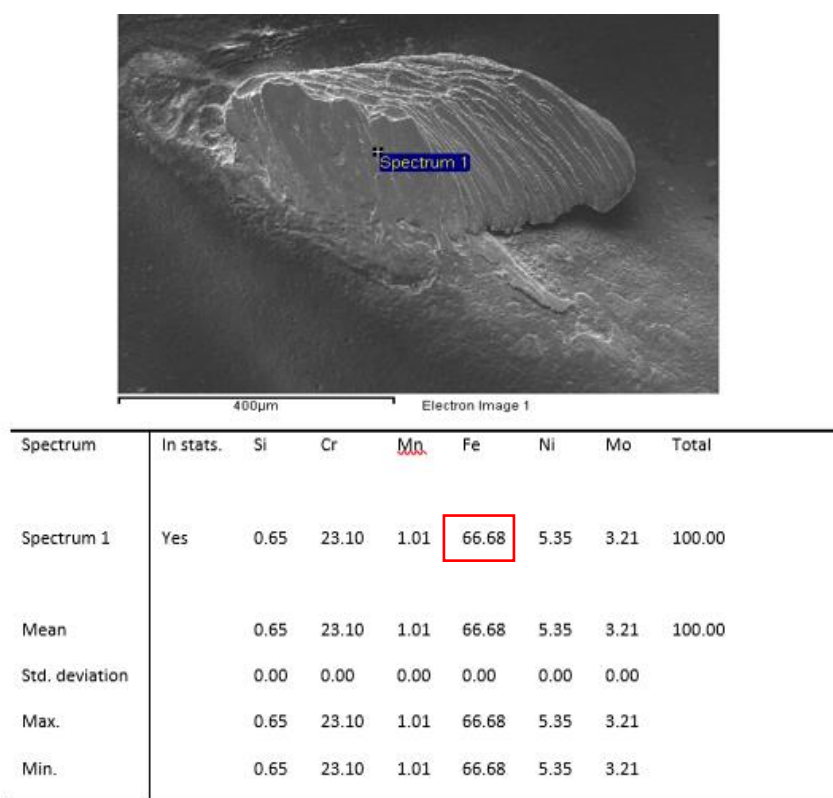 Spectrum 1
400µm Electron Image 1
Spectrum In stats. Si Cr Mn Fe Ni Mo Total
Spectrum 1 Yes 0.65 23.10 1.01 66.68 5.35 3.21 100.00
Mean 0.65 23.10 1.01 66.68 5.35 3.21 100.00
Std. deviation 0.00 0.00 0.00 0.00 0.00 0.00
Max. 0.65 23.10 1.01 66.68 5.35 3.21
Min. 0.65 23.10 1.01 66.68 5.35 3.21